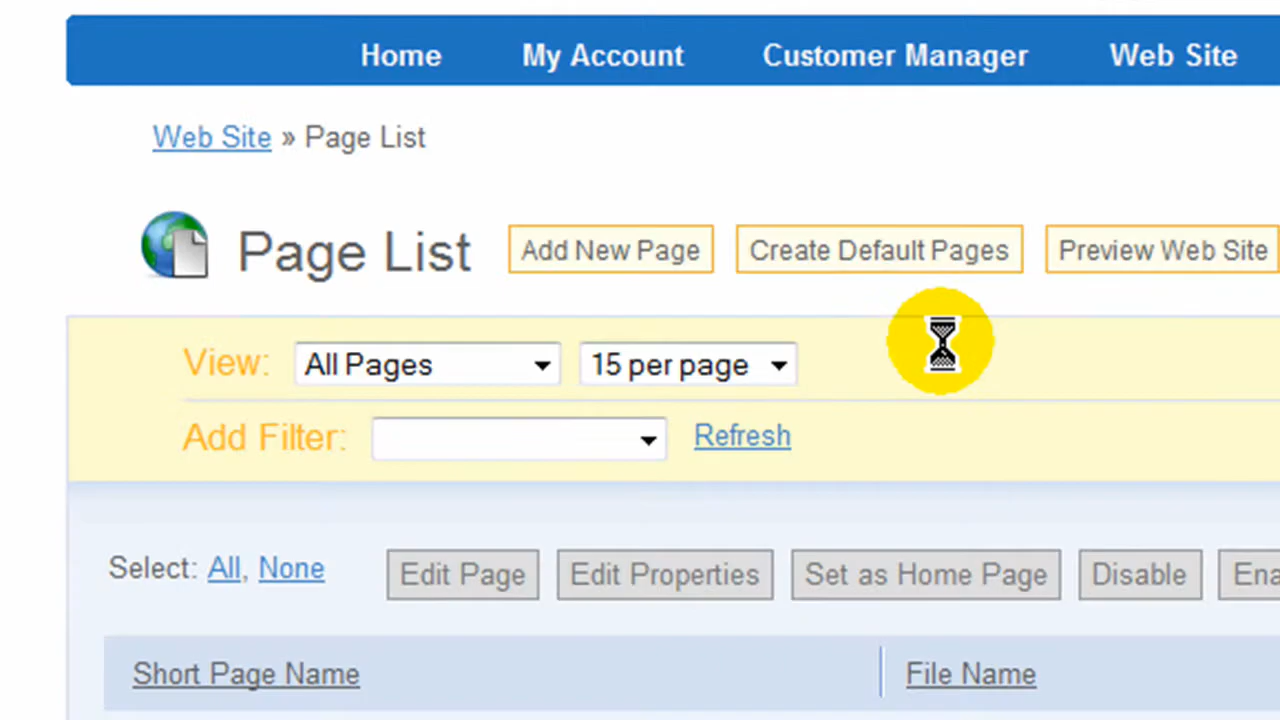 Home My Account Customer Manager Web Site
Web Site » Page List
Page List Add New Page Create Default Pages Preview Web Site
View: All Pages 15 per page
Add Filter: Refresh
Select: All, None Edit Page Edit Properties Set as Home Page Disable
Short Page Name File Name